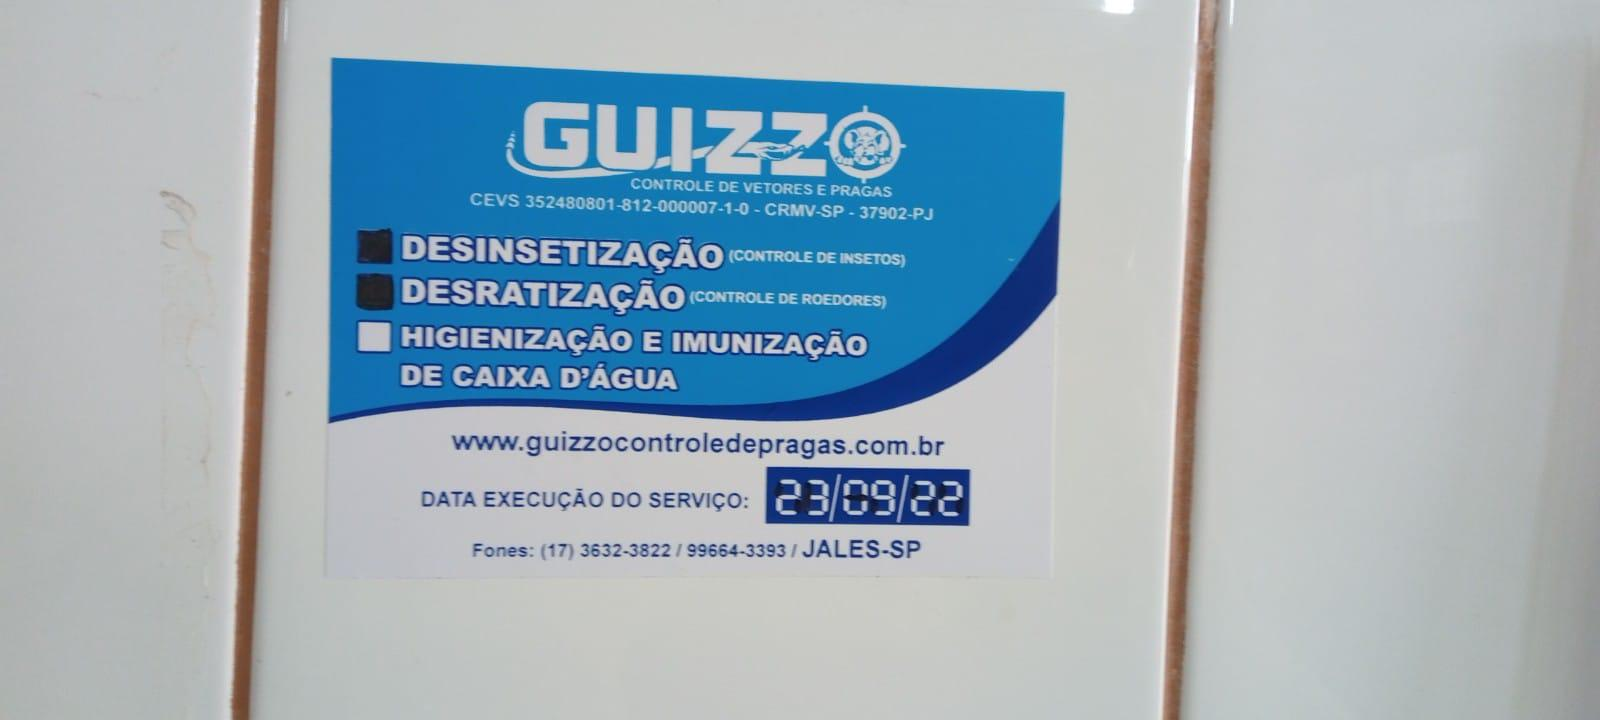 GUIZZO
CONTROLE DE VETORES E PRAGAS
CEVS 352480801-812-000007-1-0 - CRMV-SP - 37902-PJ
DESINSETIZAÇÃO (CONTROLE DE INSETOS)
DESRATIZAÇÃO (CONTROLE DE ROEDORES)
HIGIENIZAÇÃO E IMUNIZAÇÃO
DE CAIXA D'ÁGUA
www.guizzocontroledepragas.com.br
DATA EXECUÇÃO DO SERVIÇO: 23/09/22
Fones: (17) 3632-3822 / 99664-3393 / JALES-SP